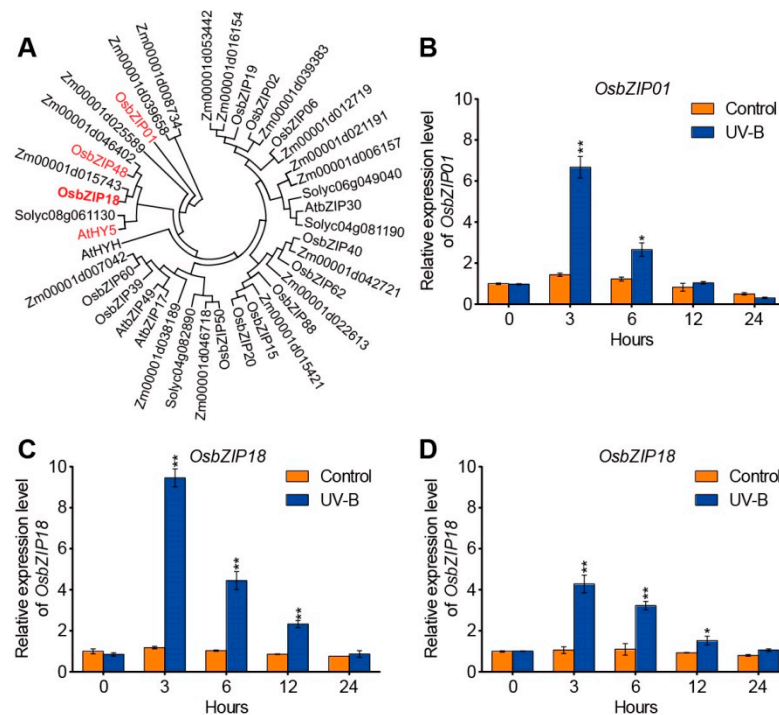 A
Zm00001d053442
Zm00001d016154
OsbZIP19
OsbZIP02
Zm00001d039383
OsbZIP06
Zm00001d012719
Zm00001d021191
Zm00001d006157
Solyc06g049040
AtbZIP30
Solyc04g081190
OsbZIP40
Zm00001d042721
OsbZIP62
Zm00001d022613
OsbZIP88
Zm00001d015421
OsbZIP15
OsbZIP20
OsbZIP50
Zm00001d046718
Solyc04g082890
Zm00001d038189
AtbZIP17
AtbZIP49
OsbZIP39
OsbZIP60
Zm00001d007042
AtHYH
AtHY5
Solyc08g061130
OsbZIP18
Zm00001d015743
OsbZIP48
Zm00001d046402
Zm00001d025589
OsbZIP01
Zm00001d039658
Zm00001d008734
B
OsbZIP01
Relative expression level
of OsbZIP01
10
8
6
4
2
0
Control
UV-B
**
*
0 3 6 12 24
Hours
C
OsbZIP18
Relative expression level
of OsbZIP18
10
8
6
4
2
0
Control
UV-B
**
**
**
0 3 6 12 24
Hours
D
OsbZIP18
Relative expression level
of OsbZIP18
10
8
6
4
2
0
Control
UV-B
**
**
*
0 3 6 12 24
Hours